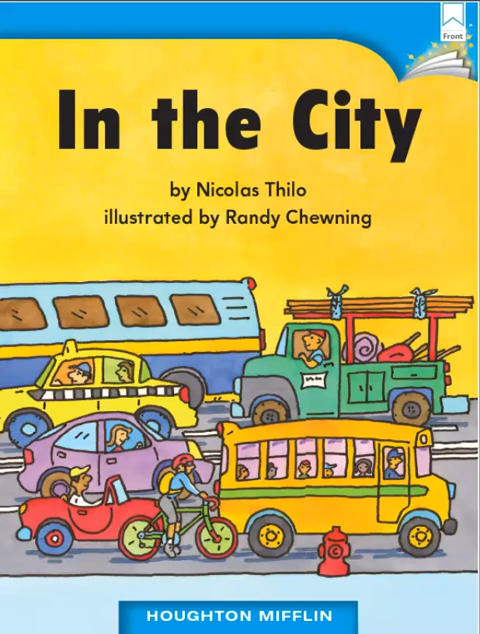 Front
In the City
by Nicolas Thilo
illustrated by Randy Chewning
HOUGHTON MIFFLIN